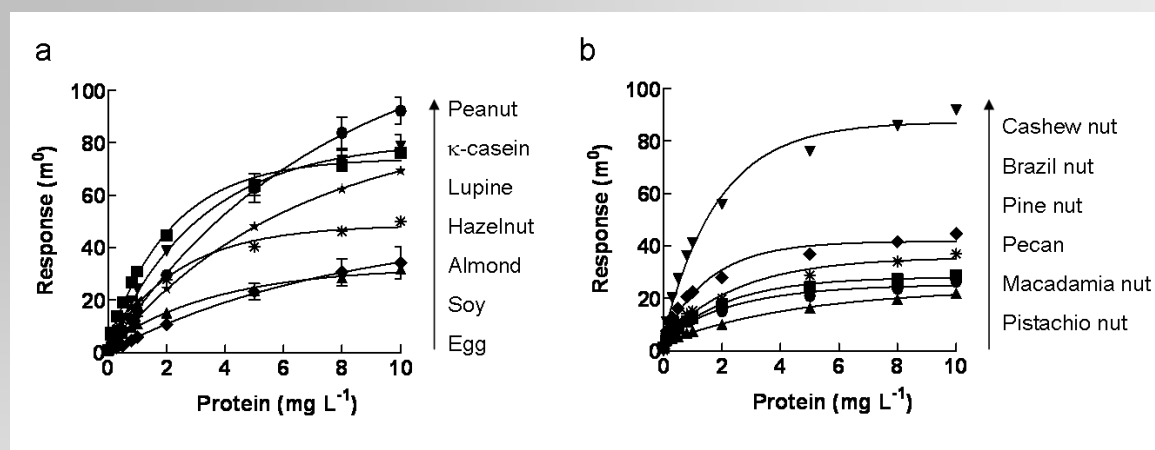 a
100
80
60
40
20
0
Response (m⁰)
0 2 4 6 8 10
Protein (mg L⁻¹)
Peanut
κ-casein
Lupine
Hazelnut
Almond
Soy
Egg
b
100
80
60
40
20
0
Response (m⁰)
0 2 4 6 8 10
Protein (mg L⁻¹)
Cashew nut
Brazil nut
Pine nut
Pecan
Macadamia nut
Pistachio nut